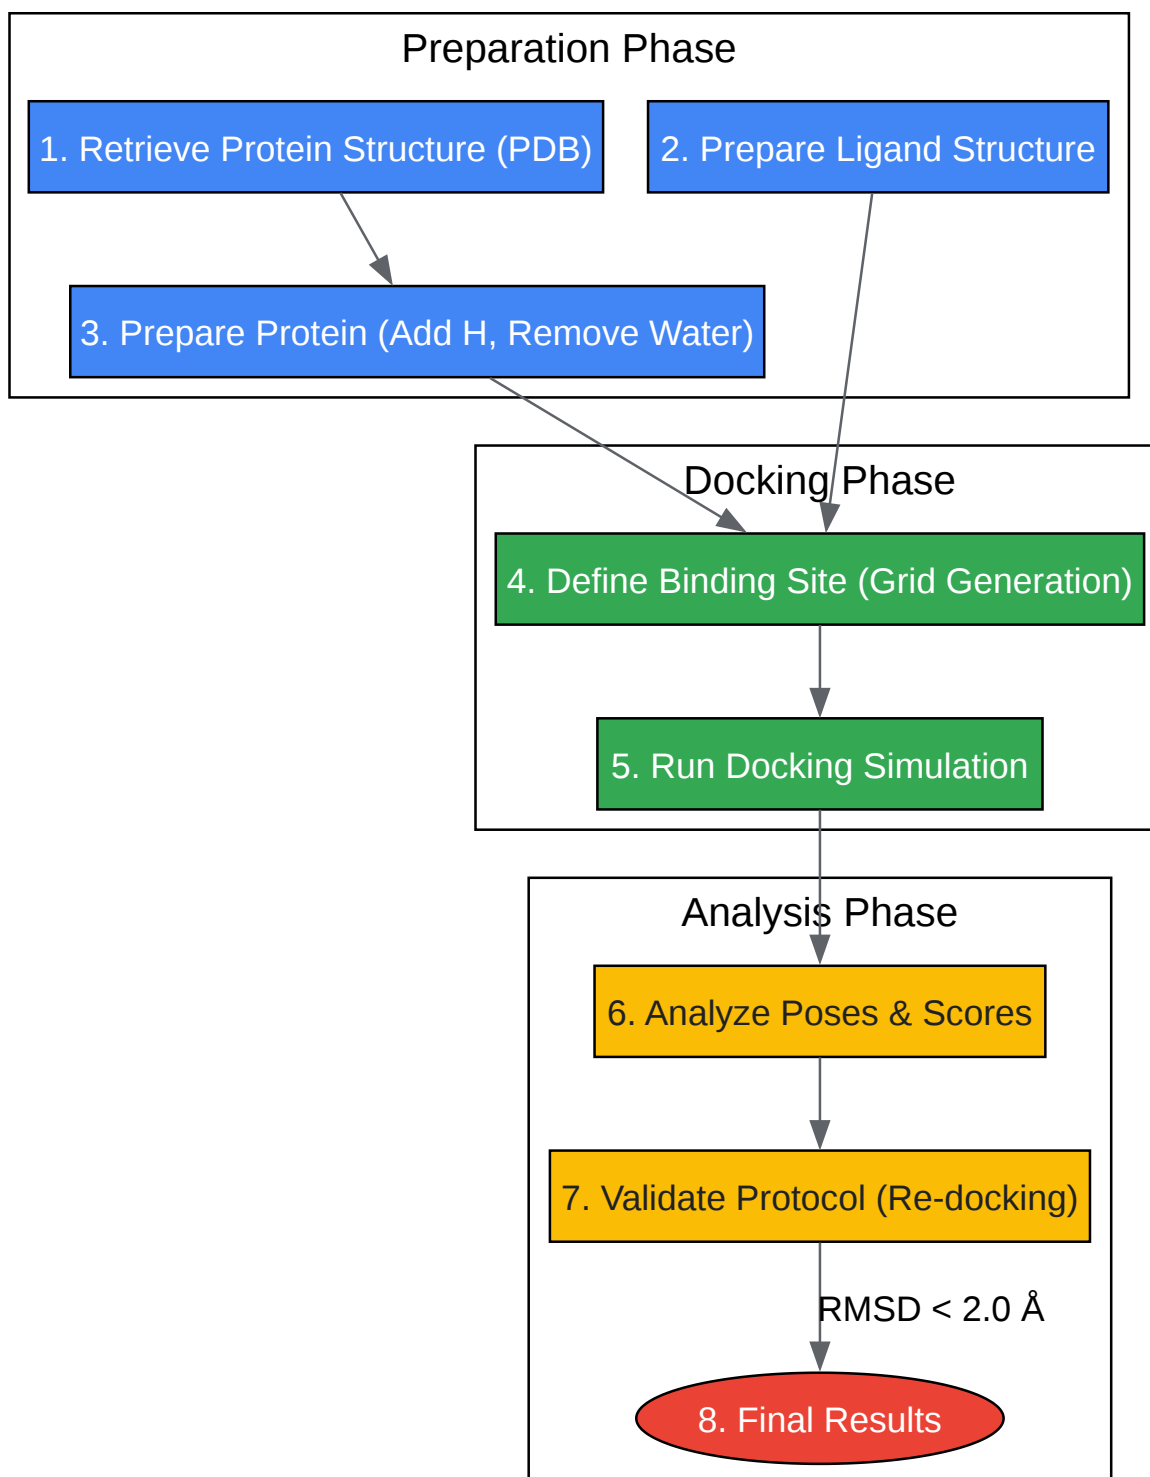 Preparation Phase
1. Retrieve Protein Structure (PDB)
2. Prepare Ligand Structure
3. Prepare Protein (Add H, Remove Water)
Docking Phase
4. Define Binding Site (Grid Generation)
5. Run Docking Simulation
Analysis Phase
6. Analyze Poses & Scores
7. Validate Protocol (Re-docking)
RMSD < 2.0 Å
8. Final Results